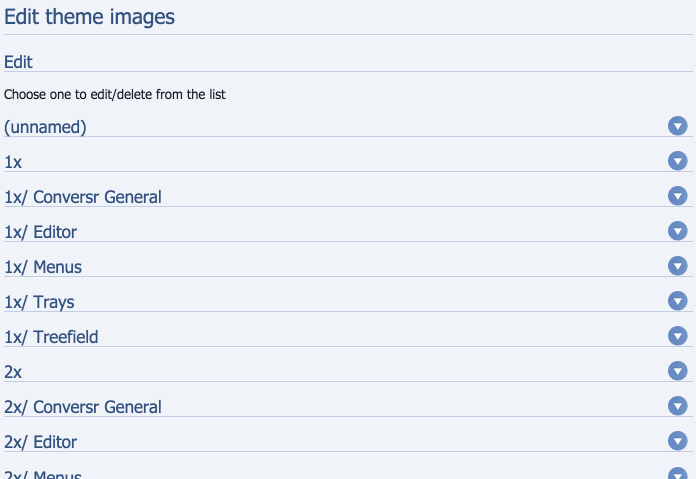 Edit theme images
Edit
Choose one to edit/delete from the list
(unnamed)
1x
1x/ Conversr General
1x/ Editor
1x/ Menus
1x/ Trays
1x/ Treefield
2x
2x/ Conversr General
2x/ Editor
2x/ Menus